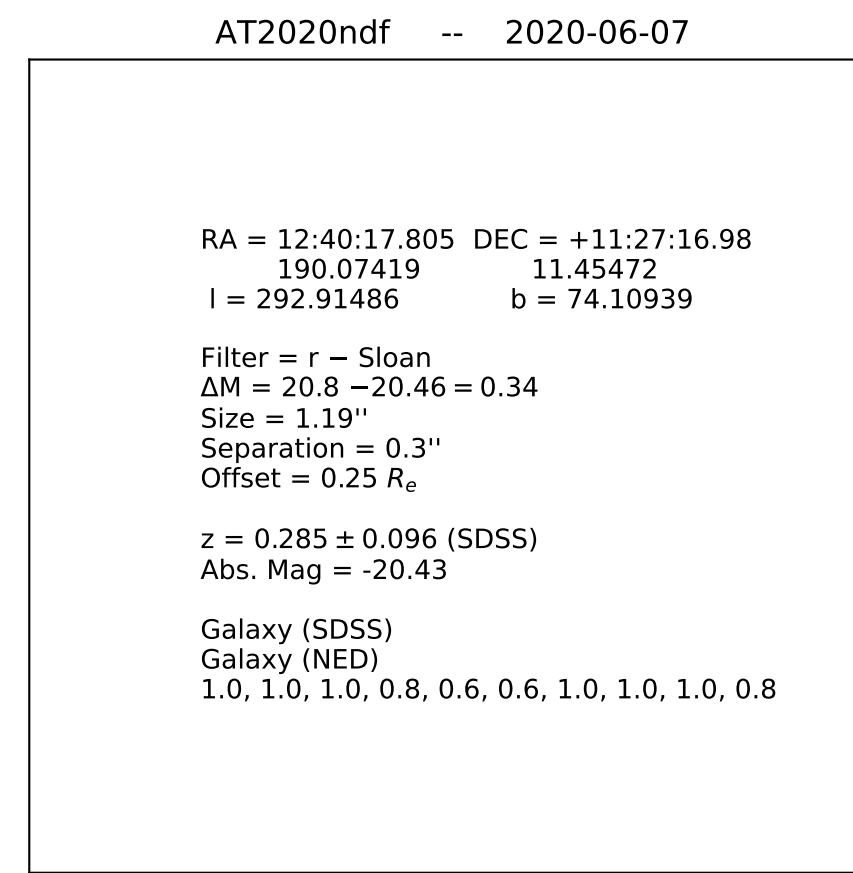 AT2020ndf -- 2020-06-07
RA = 12:40:17.805 DEC = +11:27:16.98
190.07419 11.45472
l = 292.91486 b = 74.10939
Filter = r − Sloan
ΔM = 20.8 −20.46 = 0.34
Size = 1.19''
Separation = 0.3''
Offset = 0.25 Rₑ
z = 0.285 ± 0.096 (SDSS)
Abs. Mag = -20.43
Galaxy (SDSS)
Galaxy (NED)
1.0, 1.0, 1.0, 0.8, 0.6, 0.6, 1.0, 1.0, 1.0, 0.8